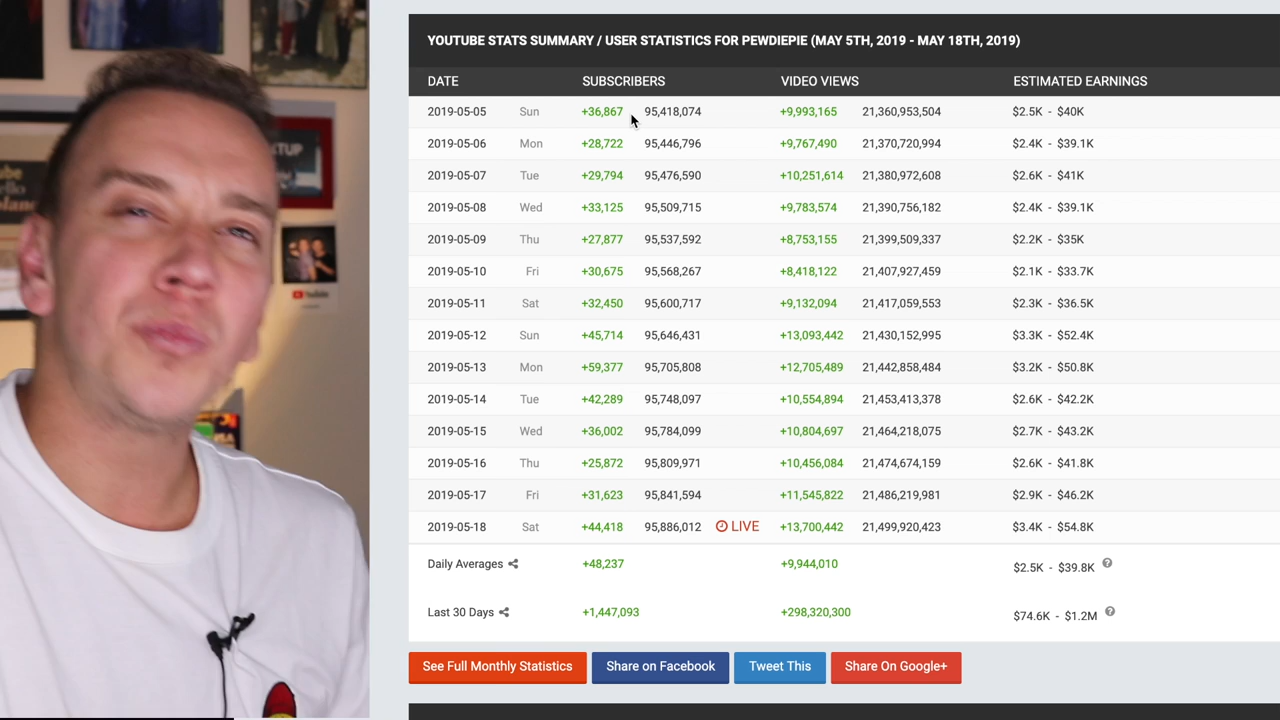 YOUTUBE STATS SUMMARY / USER STATISTICS FOR PEWDIEPIE (MAY 5TH, 2019 - MAY 18TH, 2019)
DATE SUBSCRIBERS VIDEO VIEWS ESTIMATED EARNINGS
2019-05-05 Sun +36,867 95,418,074 +9,993,165 21,360,953,504 $2.5K - $40K
2019-05-06 Mon +28,722 95,446,796 +9,767,490 21,370,720,994 $2.4K - $39.1K
2019-05-07 Tue +29,794 95,476,590 +10,251,614 21,380,972,608 $2.6K - $41K
2019-05-08 Wed +33,125 95,509,715 +9,783,574 21,390,756,182 $2.4K - $39.1K
2019-05-09 Thu +27,877 95,537,592 +8,753,155 21,399,509,337 $2.2K - $35K
2019-05-10 Fri +30,675 95,568,267 +8,418,122 21,407,927,459 $2.1K - $33.7K
2019-05-11 Sat +32,450 95,600,717 +9,132,094 21,417,059,553 $2.3K - $36.5K
2019-05-12 Sun +45,714 95,646,431 +13,093,442 21,430,152,995 $3.3K - $52.4K
2019-05-13 Mon +59,377 95,705,808 +12,705,489 21,442,858,484 $3.2K - $50.8K
2019-05-14 Tue +42,289 95,748,097 +10,554,894 21,453,413,378 $2.6K - $42.2K
2019-05-15 Wed +36,002 95,784,099 +10,804,697 21,464,218,075 $2.7K - $43.2K
2019-05-16 Thu +25,872 95,809,971 +10,456,084 21,474,674,159 $2.6K - $41.8K
2019-05-17 Fri +31,623 95,841,594 +11,545,822 21,486,219,981 $2.9K - $46.2K
2019-05-18 Sat +44,418 95,886,012 LIVE +13,700,442 21,499,920,423 $3.4K - $54.8K
Daily Averages +48,237 +9,944,010 $2.5K - $39.8K ?
Last 30 Days +1,447,093 +298,320,300 $74.6K - $1.2M ?
See Full Monthly Statistics Share on Facebook Tweet This Share On Google+
YouTube